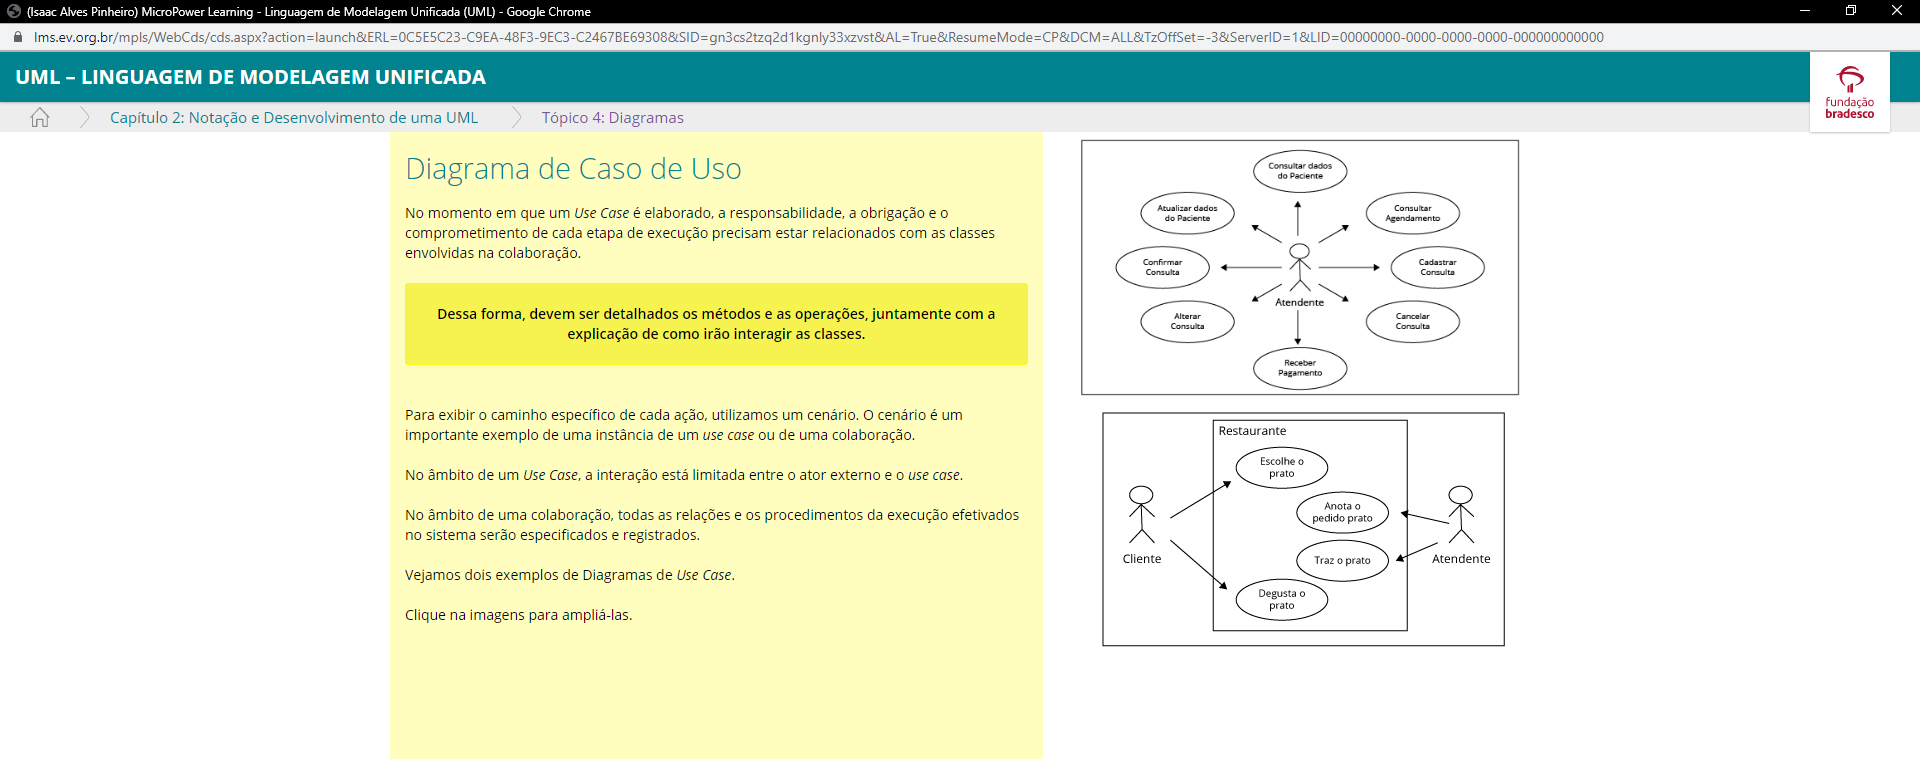 (Isaac Alves Pinheiro) MicroPower Learning - Linguagem de Modelagem Unificada (UML) - Google Chrome
lms.ev.org.br/mpls/WebCds/cds.aspx?action=launch&ERL=0C5E5C23-C9EA-48F3-9EC3-C2467BE69308&SID=gn3cs2tzq2d1kgnly33xzvst&AL=True&ResumeMode=CP&DCM=ALL&TzOffSet=-3&ServerID=1&LID=00000000-0000-0000-0000-000000000000
UML – LINGUAGEM DE MODELAGEM UNIFICADA
fundação
bradesco
Capítulo 2: Notação e Desenvolvimento de uma UML
Tópico 4: Diagramas
Diagrama de Caso de Uso
No momento em que um Use Case é elaborado, a responsabilidade, a obrigação e o
comprometimento de cada etapa de execução precisam estar relacionados com as classes
envolvidas na colaboração.
Dessa forma, devem ser detalhados os métodos e as operações, juntamente com a
explicação de como irão interagir as classes.
Para exibir o caminho específico de cada ação, utilizamos um cenário. O cenário é um
importante exemplo de uma instância de um use case ou de uma colaboração.
No âmbito de um Use Case, a interação está limitada entre o ator externo e o use case.
No âmbito de uma colaboração, todas as relações e os procedimentos da execução efetivados
no sistema serão especificados e registrados.
Vejamos dois exemplos de Diagramas de Use Case.
Clique na imagens para ampliá-las.
Consultar dados
do Paciente
Atualizar dados
do Paciente
Consultar
Agendamento
Confirmar
Consulta
Cadastrar
Consulta
Atendente
Alterar
Consulta
Cancelar
Consulta
Receber
Pagamento
Restaurante
Escolhe o
prato
Anota o
pedido prato
Cliente
Traz o prato
Atendente
Degusta o
prato